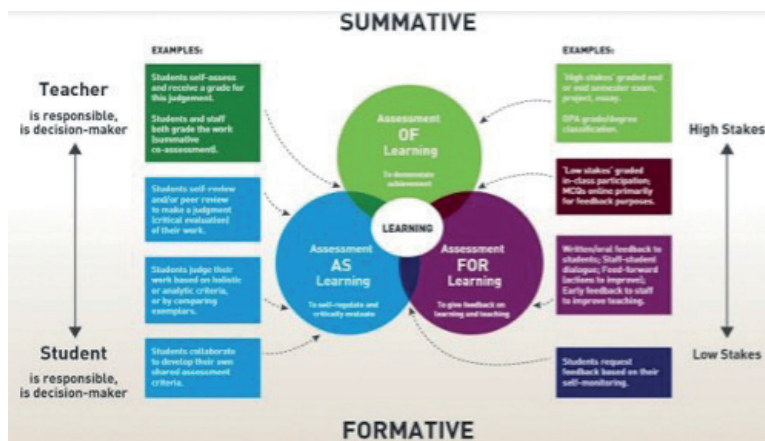 SUMMATIVE
EXAMPLES:
Students self-assess
and receive a grade for
this judgement.
Students and staff
both grade the work
(summative
co-assessment).
Students self-review
and/or peer review
to make a judgment
(critical evaluation)
of their work.
Students judge their
work based on holistic
or analytic criteria,
or by comparing
exemplars.
Students collaborate
to develop their own
shared assessment
criteria.
Teacher
is responsible,
is decision-maker
Student
is responsible,
is decision-maker
Assessment
OF
Learning
To demonstrate
achievement
LEARNING
Assessment
AS
Learning
To self-regulate and
critically evaluate
Assessment
FOR
Learning
To give feedback on
learning and teaching
EXAMPLES:
'High stakes' graded end
or mid semester exam,
project, essay.
GPA grade/degree
classification.
'Low stakes' graded
in-class participation;
MCQs online primarily
for feedback purposes.
Written/oral feedback to
students; Staff-student
dialogue; Feed-forward
(actions to improve);
Early feedback to staff
to improve teaching.
Students request
feedback based on their
self-monitoring.
High Stakes
Low Stakes
FORMATIVE